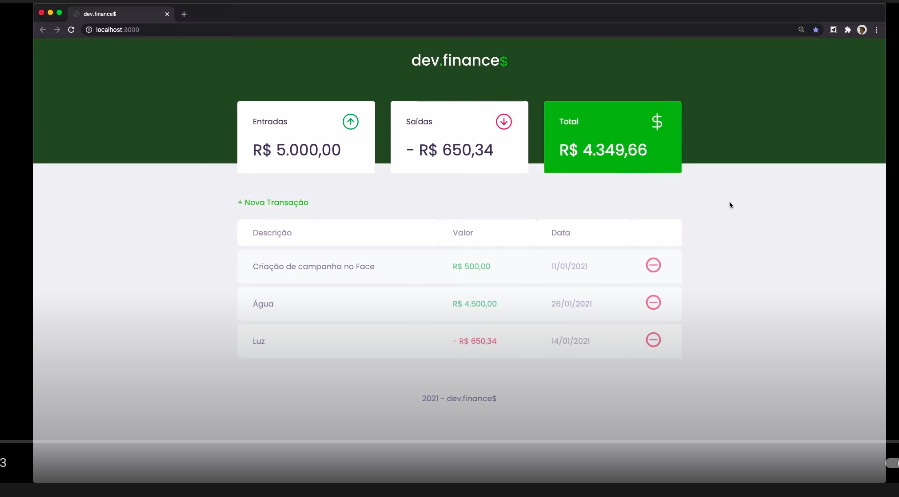 dev.finance$
localhost:3000
dev.finance$
Entradas
R$ 5.000,00
Saídas
- R$ 650,34
Total
$
R$ 4.349,66
+ Nova Transação
Descrição Valor Data
Criação de campanha no Face R$ 500,00 11/01/2021
Água R$ 4.500,00 26/01/2021
Luz - R$ 650,34 14/01/2021
2021 - dev.finance$
3